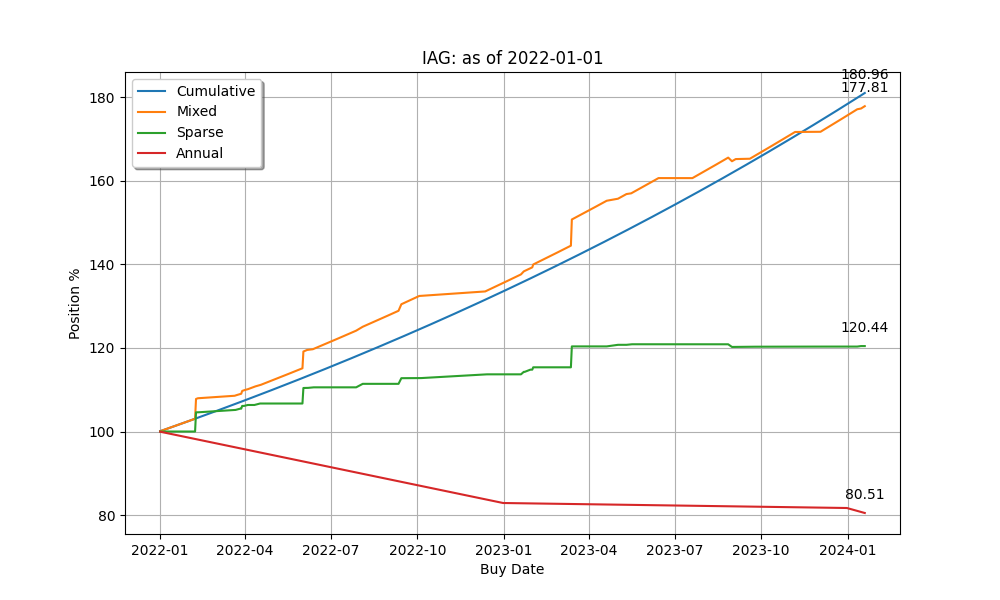 IAG: as of 2022-01-01
180.96
177.81
Cumulative
Mixed
Sparse
Annual
120.44
80.51
180
160
140
120
100
80
Position %
2022-01 2022-04 2022-07 2022-10 2023-01 2023-04 2023-07 2023-10 2024-01
Buy Date